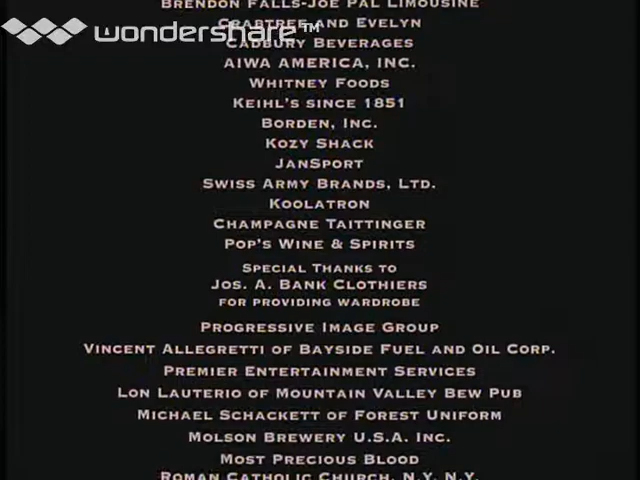 Brendon Falls-Joe Pal Limousine
Crabtree and Evelyn
wondershare™
Cadbury Beverages
AIWA AMERICA, INC.
Whitney Foods
Keihl's since 1851
Borden, Inc.
Kozy Shack
JanSport
Swiss Army Brands, Ltd.
Koolatron
Champagne Taittinger
Pop's Wine & Spirits
Special Thanks to
Jos. A. Bank Clothiers
for providing wardrobe
Progressive Image Group
Vincent Allegretti of Bayside Fuel and Oil Corp.
Premier Entertainment Services
Lon Lauterio of Mountain Valley Bew Pub
Michael Schackett of Forest Uniform
Molson Brewery U.S.A. Inc.
Most Precious Blood
Roman Catholic Church, N.Y. N.Y.